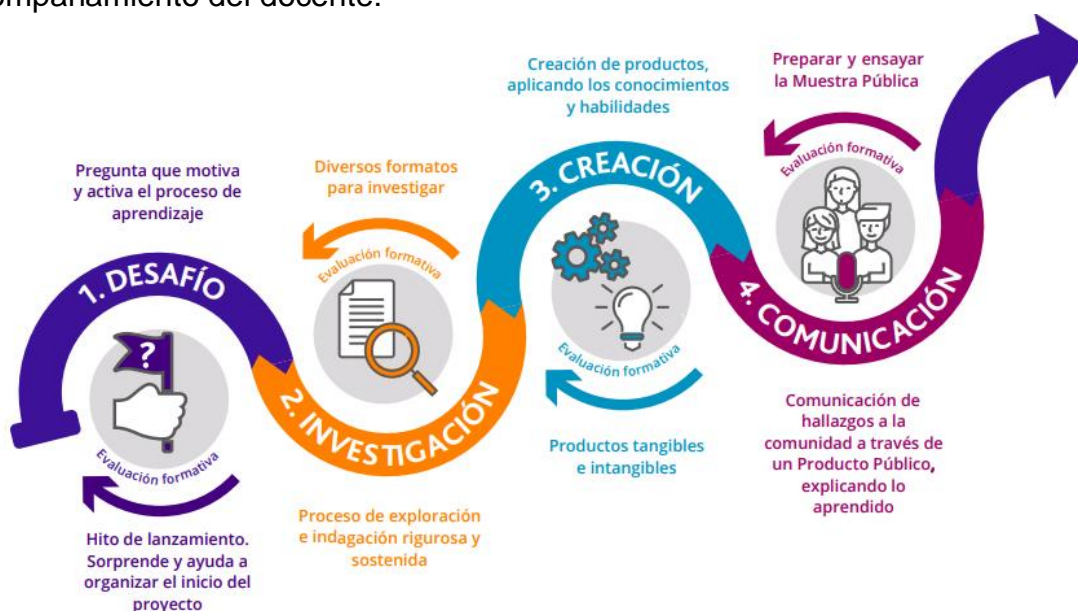 acompañamiento del docente.
Pregunta que motiva
y activa el proceso de
aprendizaje
1. DESAFÍO
?
Evaluación formativa
Hito de lanzamiento.
Sorprende y ayuda a
organizar el inicio del
proyecto
Diversos formatos
para investigar
Evaluación formativa
2. INVESTIGACIÓN
Proceso de exploración
e indagación rigurosa y
sostenida
Creación de productos,
aplicando los conocimientos
y habilidades
3. CREACIÓN
Evaluación formativa
Productos tangibles
e intangibles
Preparar y ensayar
la Muestra Pública
Evaluación formativa
4. COMUNICACIÓN
Comunicación de
hallazgos a la
comunidad a través de
un Producto Público,
explicando lo
aprendido